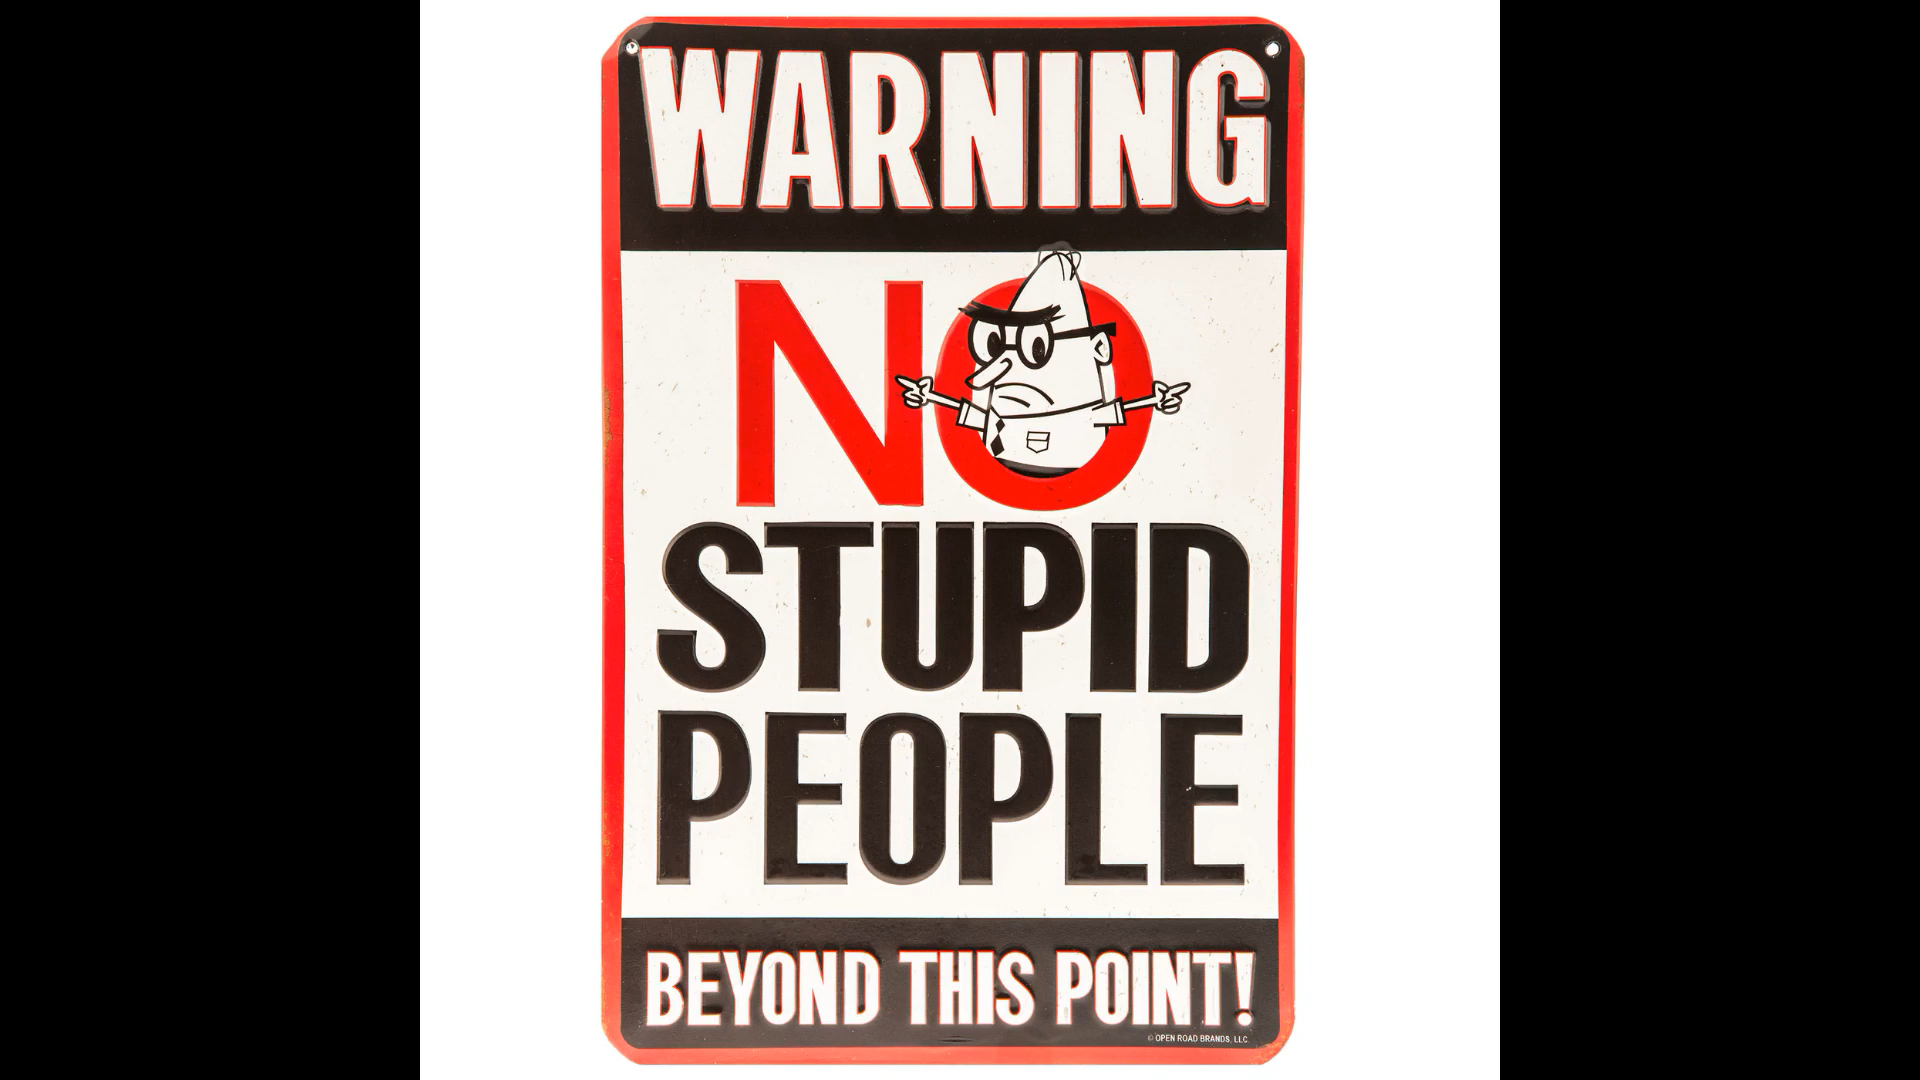 WARNING
NO
STUPID
PEOPLE
BEYOND THIS POINT!
© OPEN ROAD BRANDS, LLC.